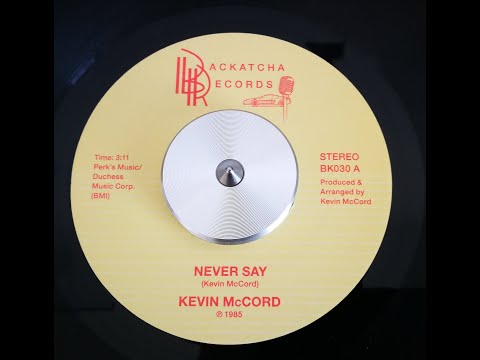 BACKATCHA
RECORDS
Time: 3:11
Perk's Music/
Duchess
Music Corp.
(BMI)
STEREO
BK030 A
Produced &
Arranged by
Kevin McCord
NEVER SAY
(Kevin McCord)
KEVIN McCORD
℗ 1985